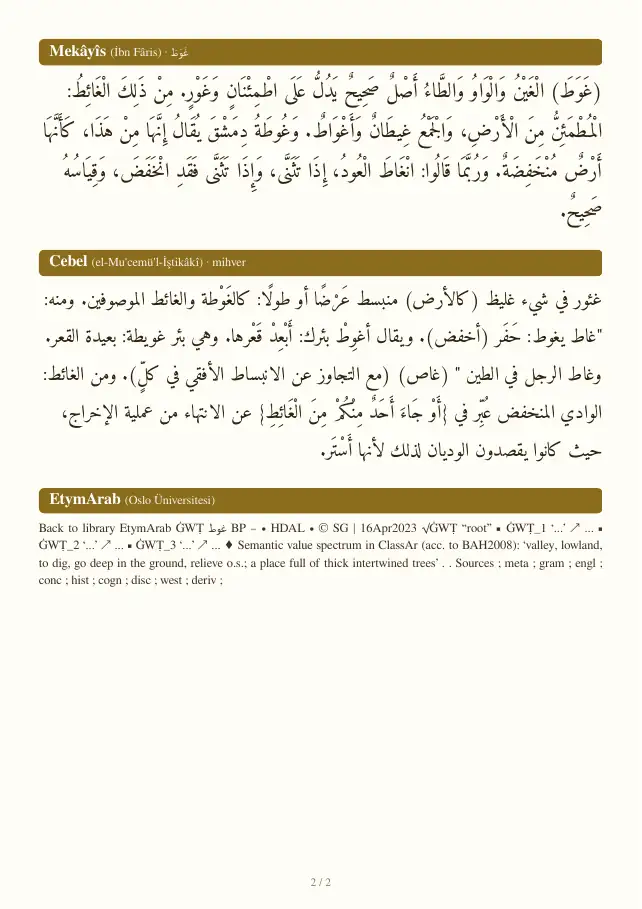 Mekâyîs (İbn Fâris) · غَوَطَ
(غَوَطَ) الْغَيْنُ وَالْوَاوُ وَالطَّاءُ أَصْلٌ صَحِيحٌ يَدُلُّ عَلَى اطْمِئْنَانٍ وَغَوْرٍ. مِنْ ذَلِكَ الْغَائِطُ:
الْمُطْمَئِنُّ مِنَ الْأَرْضِ، وَالْجَمْعُ غِيطَانٌ وَأَغْوَاطٌ. وَغُوطَةُ دِمَشْقَ يُقَالُ إِنَّهَا مِنْ هَذَا، كَأَنَّهَا
أَرْضٌ مُنْخَفِضَةٌ. وَرُبَّمَا قَالُوا: انْغَاطَ الْعُودُ، إِذَا تَثَنَّى، وَإِذَا تَثَنَّى فَقَدِ انْخَفَضَ، وَقِيَاسُهُ
صَحِيحٌ.
Cebel (el-Mu'cemü'l-İştikâkî) · mihver
غئور في شيء غليظ (كالأرض) منبسط عَرْضًا أو طولًا: كالغَوْطة والغائط الموصوفين. ومنه:
"غاط يغوط: حَفَر (أخفض). ويقال أغوِطْ بئرك: أَبْعِدْ قَعْرها. وهي بئر غويطة: بعيدة القعر.
وغاط الرجل في الطين " (غاص) (مع التجاوز عن الانبساط الأفقي في كلٍّ). ومن الغائط:
الوادي المنخفض عُبِّر في {أَوْ جَاءَ أَحَدٌ مِنْكُمْ مِنَ الْغَائِطِ} عن الانتهاء من عملية الإخراج،
حيث كانوا يقصدون الوديان لذلك لأنها أَسْتَر.
EtymArab (Oslo Üniversitesi)
Back to library EtymArab ĠWṬ غوط BP – • HDAL • © SG | 16Apr2023 √ĠWṬ “root” ▪ ĠWṬ_1 ‘...’ ↗ ... ▪
ĠWṬ_2 ‘...’ ↗ ... ▪ ĠWṬ_3 ‘...’ ↗ ... ♦ Semantic value spectrum in ClassAr (acc. to BAH2008): ‘valley, lowland,
to dig, go deep in the ground, relieve o.s.; a place full of thick intertwined trees’ . . Sources ; meta ; gram ; engl ;
conc ; hist ; cogn ; disc ; west ; deriv ;
2 / 2